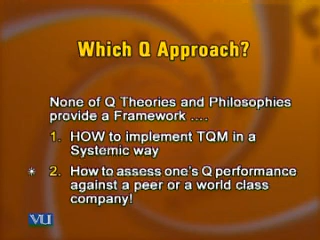 Which Q Approach?
None of Q Theories and Philosophies
provide a Framework ....
1. HOW to implement TQM in a
Systemic way
* 2. How to assess one's Q performance
against a peer or a world class
company!
VU